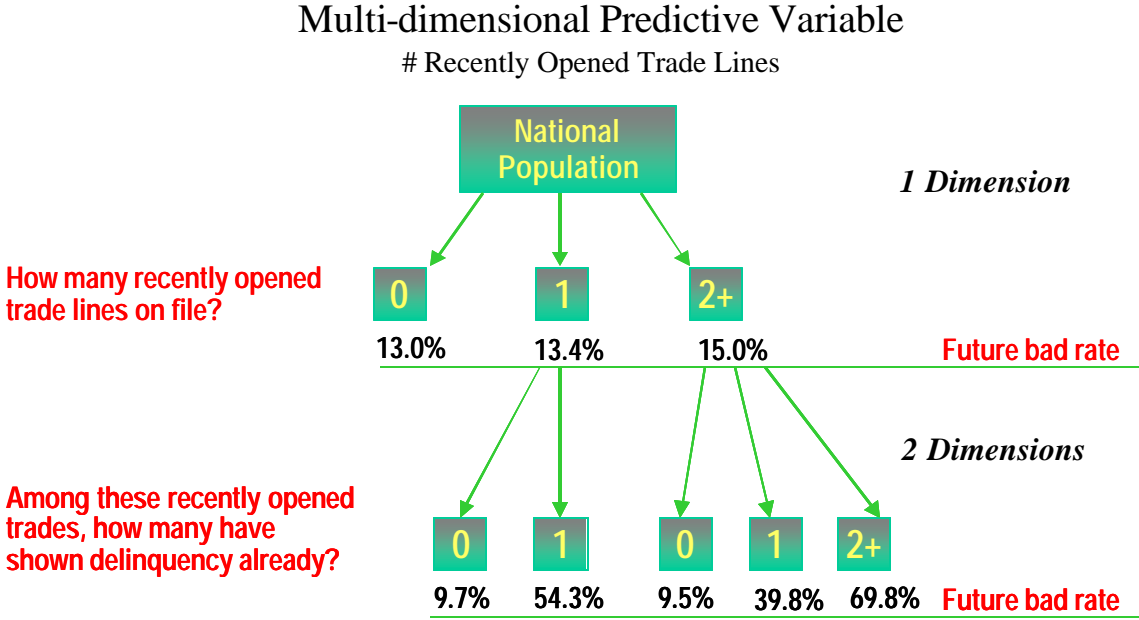 Multi-dimensional Predictive Variable
# Recently Opened Trade Lines
National
Population
1 Dimension
How many recently opened
trade lines on file?
0 1 2+
13.0% 13.4% 15.0% Future bad rate
2 Dimensions
Among these recently opened
trades, how many have
shown delinquency already?
0 1 0 1 2+
9.7% 54.3% 9.5% 39.8% 69.8% Future bad rate